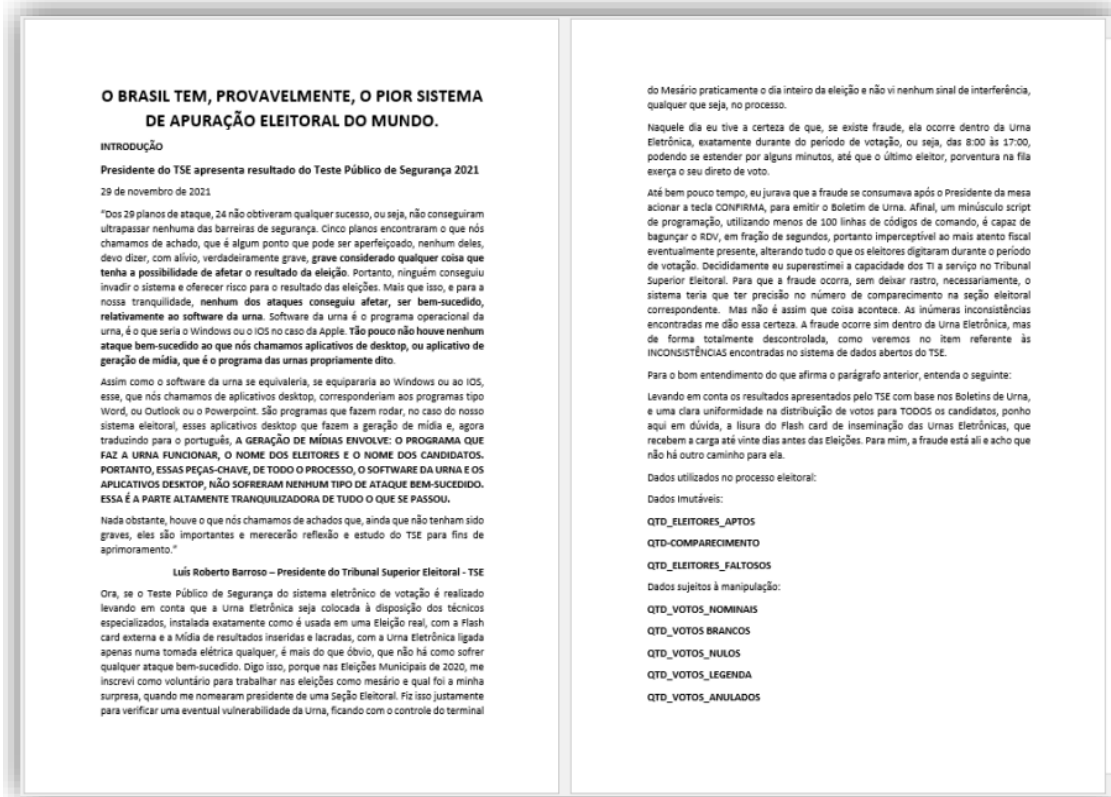 O BRASIL TEM, PROVAVELMENTE, O PIOR SISTEMA
DE APURAÇÃO ELEITORAL DO MUNDO.
INTRODUÇÃO
Presidente do TSE apresenta resultado do Teste Público de Segurança 2021
29 de novembro de 2021
"Dos 29 planos de ataque, 24 não obtiveram qualquer sucesso, ou seja, não conseguiram
ultrapassar nenhuma das barreiras de segurança. Cinco planos encontraram o que nós
chamamos de achado, que é algum ponto que pode ser aperfeiçoado, nenhum deles,
devo dizer, com alívio, verdadeiramente grave, grave considerado qualquer coisa que
tenha a possibilidade de afetar o resultado da eleição. Portanto, ninguém conseguiu
invadir o sistema e oferecer risco para o resultado das eleições. Mais que isso, e para a
nossa tranquilidade, nenhum dos ataques conseguiu afetar, ser bem-sucedido,
relativamente ao software da urna. Software da urna é o programa operacional da
urna, é o que seria o Windows ou o IOS no caso da Apple. Tão pouco não houve nenhum
ataque bem-sucedido ao que nós chamamos aplicativos de desktop, ou aplicativo de
geração de mídia, que é o programa das urnas propriamente dito.
Assim como o software da urna se equivaleria, se equipararia ao Windows ou ao IOS,
esse, que nós chamamos de aplicativos desktop, corresponderiam aos programas tipo
Word, ou Outlook ou o Powerpoint. São programas que fazem rodar, no caso do nosso
sistema eleitoral, esses aplicativos desktop que fazem a geração de mídia e, agora
traduzindo para o português, A GERAÇÃO DE MÍDIAS ENVOLVE: O PROGRAMA QUE
FAZ A URNA FUNCIONAR, O NOME DOS ELEITORES E O NOME DOS CANDIDATOS.
PORTANTO, ESSAS PEÇAS-CHAVE, DE TODO O PROCESSO, O SOFTWARE DA URNA E OS
APLICATIVOS DESKTOP, NÃO SOFRERAM NENHUM TIPO DE ATAQUE BEM-SUCEDIDO.
ESSA É A PARTE ALTAMENTE TRANQUILIZADORA DE TUDO O QUE SE PASSOU.
Nada obstante, houve o que nós chamamos de achados que, ainda que não tenham sido
graves, eles são importantes e merecerão reflexão e estudo do TSE para fins de
aprimoramento."
Luís Roberto Barroso – Presidente do Tribunal Superior Eleitoral - TSE
Ora, se o Teste Público de Segurança do sistema eletrônico de votação é realizado
levando em conta que a Urna Eletrônica seja colocada à disposição dos técnicos
especializados, instalada exatamente como é usada em uma Eleição real, com a Flash
card externa e a Mídia de resultados inseridas e lacradas, com a Urna Eletrônica ligada
apenas numa tomada elétrica qualquer, é mais do que óbvio, que não há como sofrer
qualquer ataque bem-sucedido. Digo isso, porque nas Eleições Municipais de 2020, me
inscrevi como voluntário para trabalhar nas eleições como mesário e qual foi a minha
surpresa, quando me nomearam presidente de uma Seção Eleitoral. Fiz isso justamente
para verificar uma eventual vulnerabilidade da Urna, ficando com o controle do terminal
do Mesário praticamente o dia inteiro da eleição e não vi nenhum sinal de interferência,
qualquer que seja, no processo.
Naquele dia eu tive a certeza de que, se existe fraude, ela ocorre dentro da Urna
Eletrônica, exatamente durante do período de votação, ou seja, das 8:00 às 17:00,
podendo se estender por alguns minutos, até que o último eleitor, porventura na fila
exerça o seu direto de voto.
Até bem pouco tempo, eu jurava que a fraude se consumava após o Presidente da mesa
acionar a tecla CONFIRMA, para emitir o Boletim de Urna. Afinal, um minúsculo script
de programação, utilizando menos de 100 linhas de códigos de comando, é capaz de
bagunçar o RDV, em fração de segundos, portanto imperceptível ao mais atento fiscal
eventualmente presente, alterando tudo o que os eleitores digitaram durante o período
de votação. Decididamente eu superestimei a capacidade dos TI a serviço no Tribunal
Superior Eleitoral. Para que a fraude ocorra, sem deixar rastro, necessariamente, o
sistema teria que ter precisão no número de comparecimento na seção eleitoral
correspondente. Mas não é assim que coisa acontece. As inúmeras inconsistências
encontradas me dão essa certeza. A fraude ocorre sim dentro da Urna Eletrônica, mas
de forma totalmente descontrolada, como veremos no item referente às
INCONSISTÊNCIAS encontradas no sistema de dados abertos do TSE.
Para o bom entendimento do que afirma o parágrafo anterior, entenda o seguinte:
Levando em conta os resultados apresentados pelo TSE com base nos Boletins de Urna,
e uma clara uniformidade na distribuição de votos para TODOS os candidatos, ponho
aqui em dúvida, a lisura do Flash card de inseminação das Urnas Eletrônicas, que
recebem a carga até vinte dias antes das Eleições. Para mim, a fraude está ali e acho que
não há outro caminho para ela.
Dados utilizados no processo eleitoral:
Dados Imutáveis:
QTD_ELEITORES_APTOS
QTD-COMPARECIMENTO
QTD_ELEITORES_FALTOSOS
Dados sujeitos à manipulação:
QTD_VOTOS_NOMINAIS
QTD_VOTOS BRANCOS
QTD_VOTOS_NULOS
QTD_VOTOS_LEGENDA
QTD_VOTOS_ANULADOS